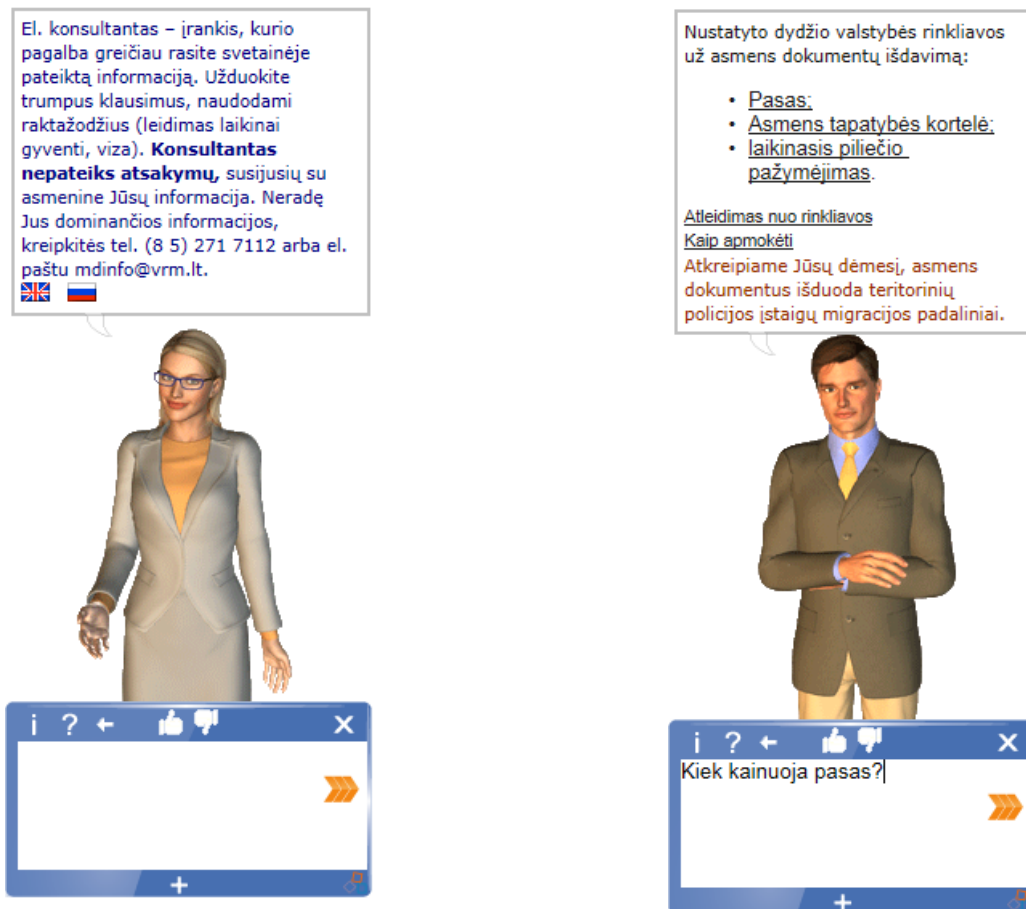 El. konsultantas – įrankis, kurio
pagalba greičiau rasite svetainėje
pateiktą informaciją. Užduokite
trumpus klausimus, naudodami
raktažodžius (leidimas laikinai
gyventi, viza). Konsultantas
nepateiks atsakymų, susijusių su
asmenine Jūsų informacija. Neradę
Jus dominančios informacijos,
kreipkitės tel. (8 5) 271 7112 arba el.
paštu mdinfo@vrm.lt.
i ? X
Nustatyto dydžio valstybės rinkliavos
už asmens dokumentų išdavimą:
• Pasas;
• Asmens tapatybės kortelė;
• laikinasis piliečio
pažymėjimas.
Atleidimas nuo rinkliavos
Kaip apmokėti
Atkreipiame Jūsų dėmesį, asmens
dokumentus išduoda teritorinių
policijos įstaigų migracijos padaliniai.
i ? X
Kiek kainuoja pasas?